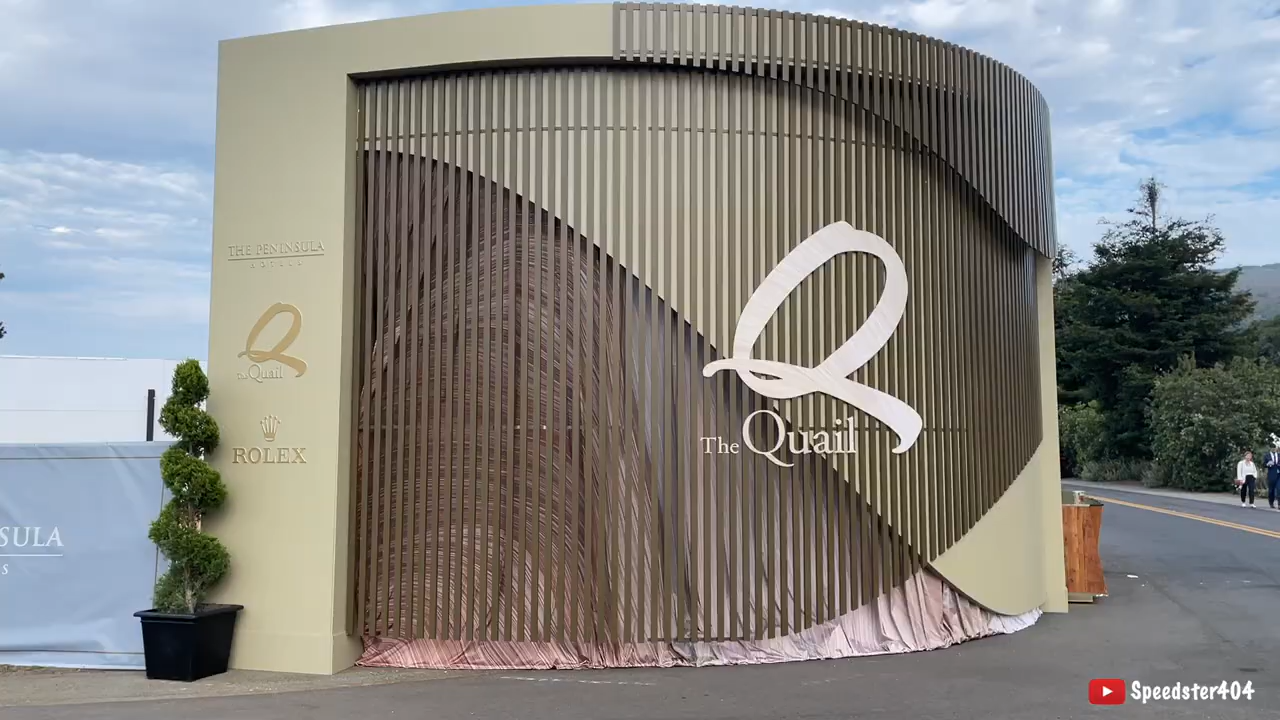 THE PENINSULA
HOTELS
The Quail
ROLEX
The Quail
SULA
S
Speedster404